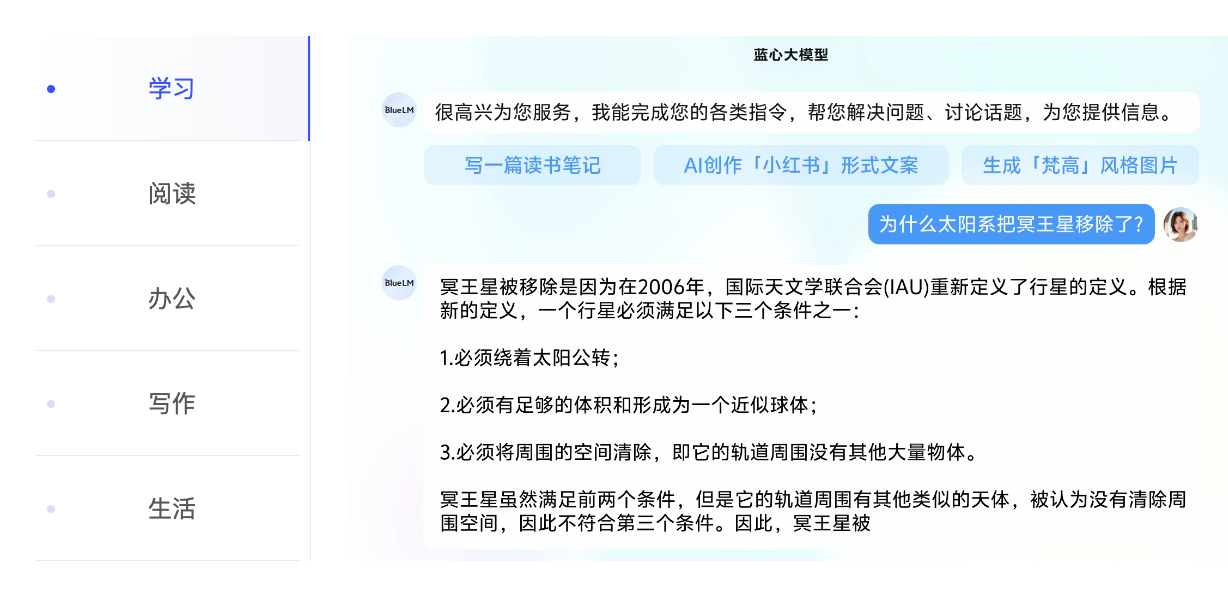 学习
阅读
办公
写作
生活
蓝心大模型
BlueLM
很高兴为您服务，我能完成您的各类指令，帮您解决问题、讨论话题，为您提供信息。
写一篇读书笔记
AI创作「小红书」形式文案
生成「梵高」风格图片
为什么太阳系把冥王星移除了?
BlueLM
冥王星被移除是因为在2006年，国际天文学联合会(IAU)重新定义了行星的定义。根据
新的定义，一个行星必须满足以下三个条件之一：
1.必须绕着太阳公转；
2.必须有足够的体积和形成为一个近似球体；
3.必须将周围的空间清除，即它的轨道周围没有其他大量物体。
冥王星虽然满足前两个条件，但是它的轨道周围有其他类似的天体，被认为没有清除周
围空间，因此不符合第三个条件。因此，冥王星被